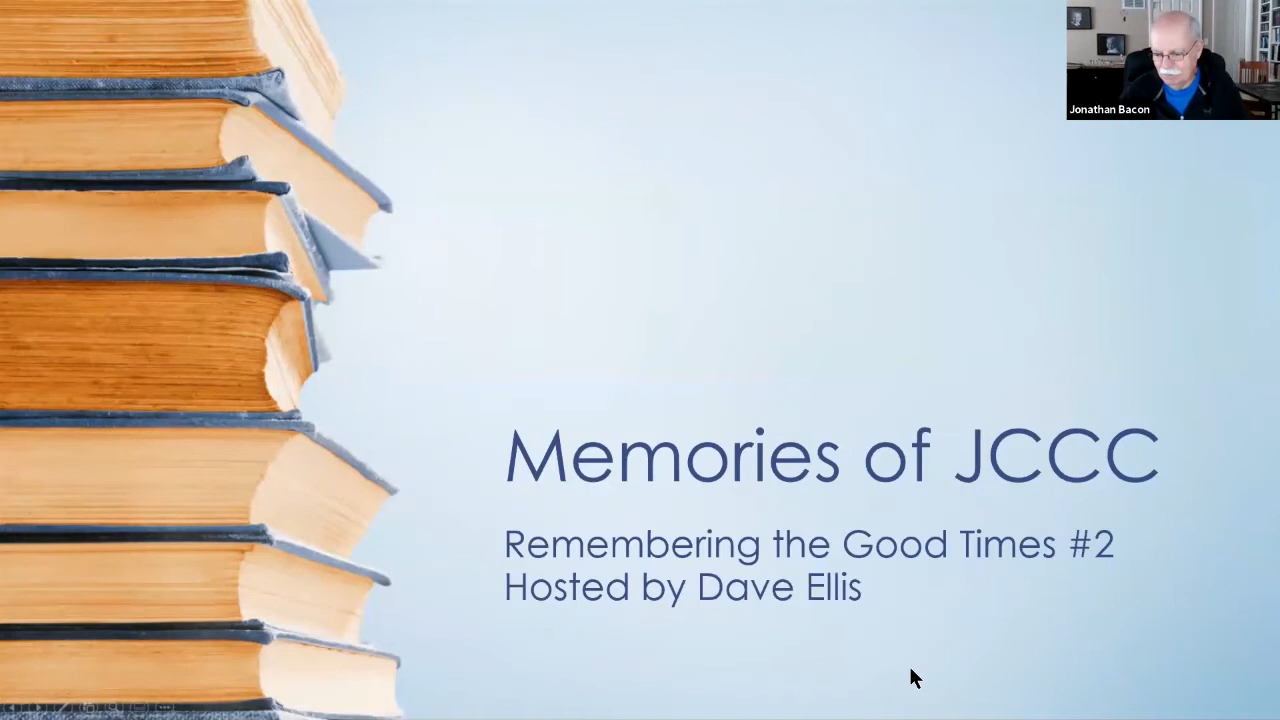 Jonathan Bacon
Memories of JCCC
Remembering the Good Times #2
Hosted by Dave Ellis